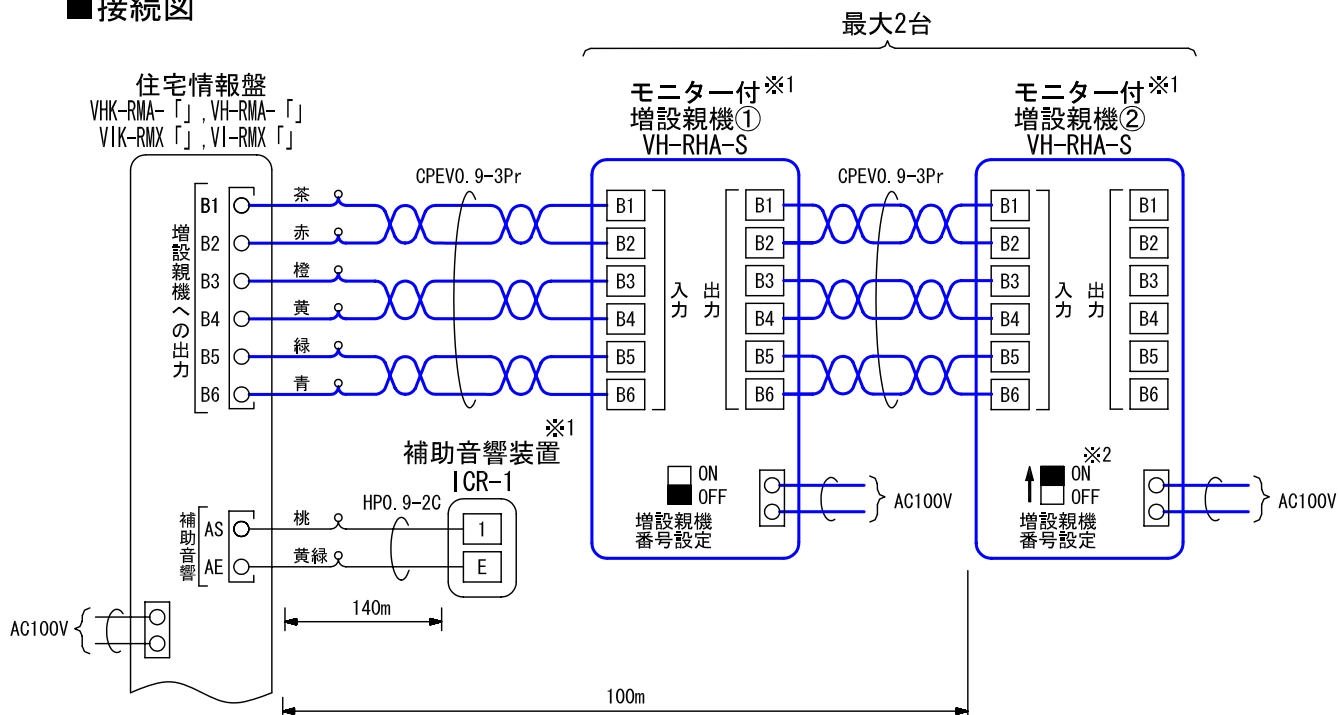 ■接続図
最大2台
住宅情報盤
VHK-RMA-「」,VH-RMA-「」
VIK-RMX「」,VI-RMX「」
モニター付※1
増設親機①
VH-RHA-S
モニター付※1
増設親機②
VH-RHA-S
増設親機への出力
B1
B2
B3
B4
B5
B6
茶
赤
橙
黄
緑
青
CPEV0.9-3Pr
B1
B2
B3
B4
B5
B6
入力
出力
B1
B2
B3
B4
B5
B6
CPEV0.9-3Pr
B1
B2
B3
B4
B5
B6
入力
出力
B1
B2
B3
B4
B5
B6
補助音響装置※1
ICR-1
HP0.9-2C
補助音響
AS
AE
桃
黄緑
1
E
ON
OFF
増設親機
番号設定
AC100V
※2
ON
OFF
増設親機
番号設定
AC100V
140m
AC100V
100m